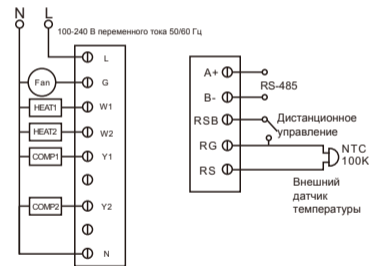 N L
100-240 В переменного тока 50/60 Гц
L
Fan G
HEAT1 W1
HEAT2 W2
COMP1 Y1
COMP2 Y2
N
A+
RS-485
B-
RSB Дистанционное
управление
RG
NTC
100K
RS
Внешний
датчик
температуры